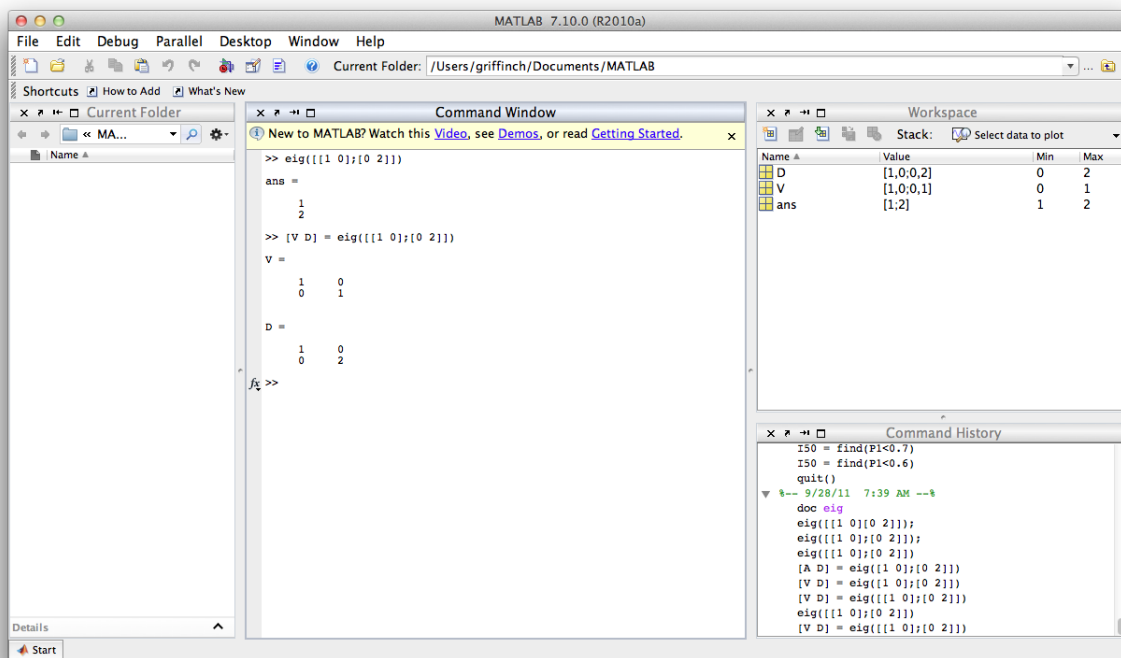 MATLAB 7.10.0 (R2010a)
File Edit Debug Parallel Desktop Window Help
Current Folder: /Users/griffinch/Documents/MATLAB ...
Shortcuts How to Add What's New
Current Folder
« MA...
Name
Details
Start
Command Window
New to MATLAB? Watch this Video, see Demos, or read Getting Started.
>> eig([[1 0];[0 2]])
ans =
1
2
>> [V D] = eig([[1 0];[0 2]])
V =
1 0
0 1
D =
1 0
0 2
fx >>
Workspace
Stack: Select data to plot
Name Value Min Max
D [1,0;0,2] 0 2
V [1,0;0,1] 0 1
ans [1;2] 1 2
Command History
I50 = find(P1<0.7)
I50 = find(P1<0.6)
quit()
%-- 9/28/11 7:39 AM --%
doc eig
eig([[1 0][0 2]]);
eig([[1 0];[0 2]]);
eig([[1 0];[0 2]])
[A D] = eig([1 0];[0 2]])
[V D] = eig([1 0];[0 2]])
[V D] = eig([[1 0];[0 2]])
eig([[1 0];[0 2]])
[V D] = eig([[1 0];[0 2]])